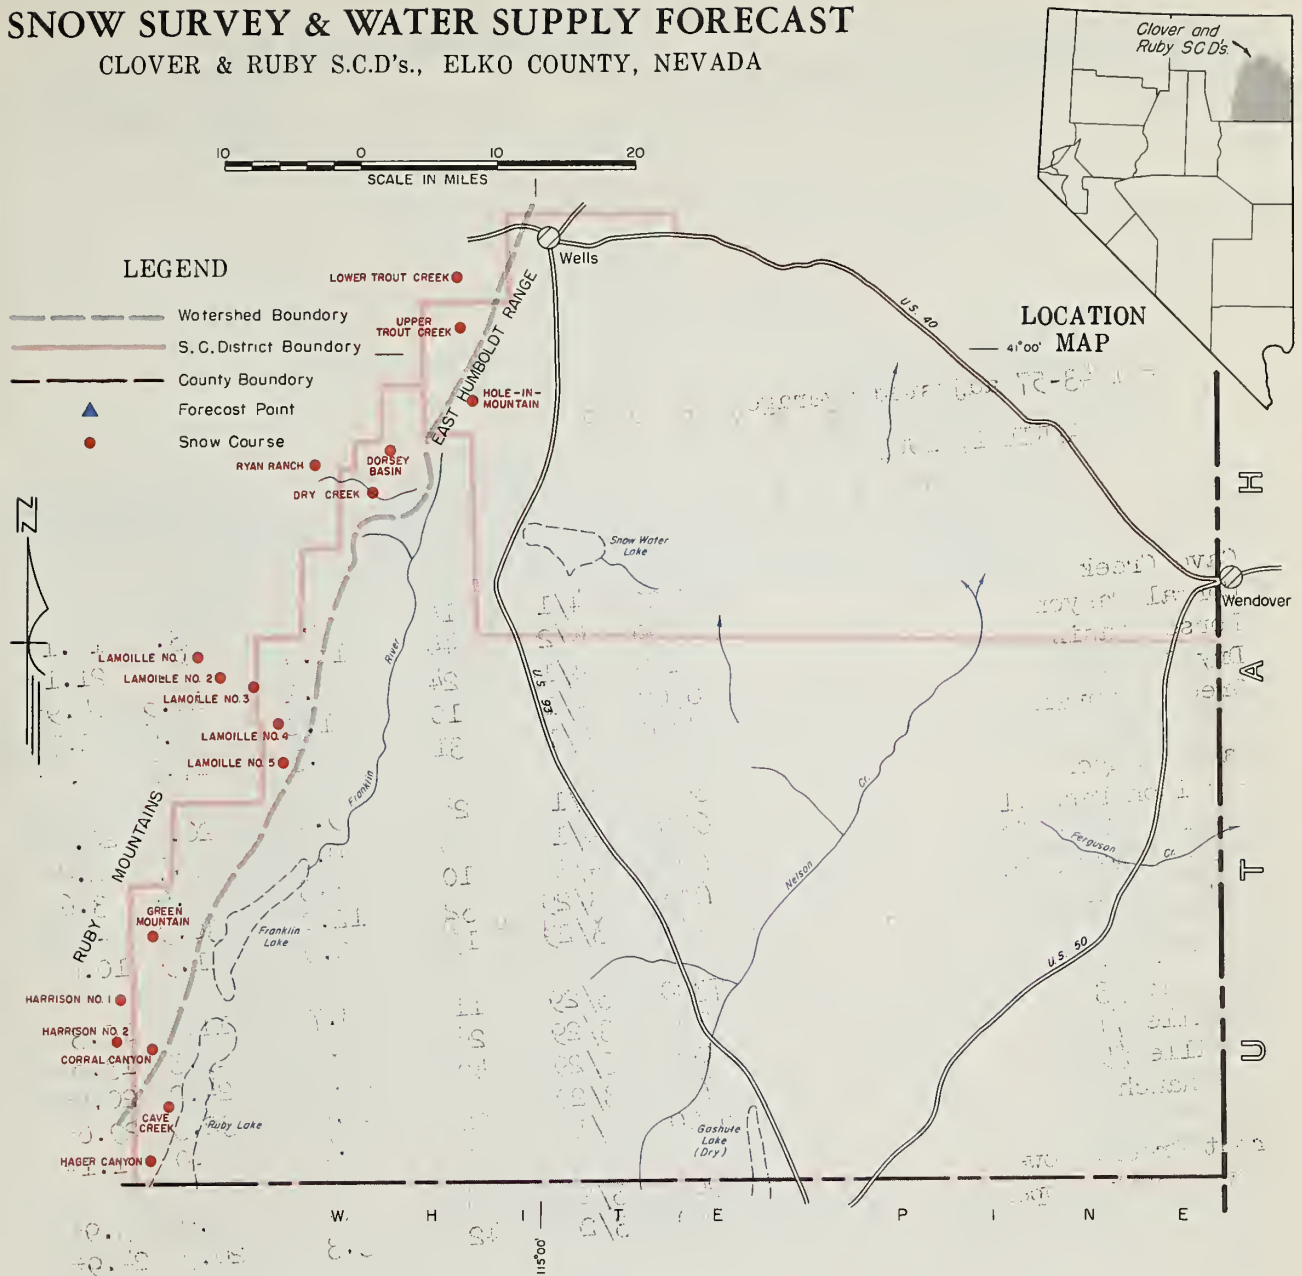 SNOW SURVEY & WATER SUPPLY FORECAST
CLOVER & RUBY S.C.D's., ELKO COUNTY, NEVADA
Clover and
Ruby SCD's.
10 0 10 20
SCALE IN MILES
LEGEND
Watershed Boundary
S.C. District Boundary
County Boundary
Forecast Point
Snow Course
LOCATION
MAP
41°00'
Wells
U.S. 40
LOWER TROUT CREEK
UPPER
TROUT CREEK
EAST HUMBOLDT RANGE
HOLE-IN-
MOUNTAIN
RYAN RANCH
DORSEY
BASIN
DRY CREEK
Snow Water
Lake
Wendover
LAMOILLE NO. 1
LAMOILLE NO. 2
LAMOILLE NO. 3
LAMOILLE NO. 4
LAMOILLE NO. 5
Franklin River
U.S. 93
Nelson Cr.
Ferguson Cr.
RUBY MOUNTAINS
GREEN
MOUNTAIN
Franklin
Lake
U.S. 50
HARRISON NO. 1
HARRISON NO. 2
CORRAL CANYON
CAVE
CREEK
Ruby Lake
HAGER CANYON
Goshute
Lake
(Dry)
UTAH
WHITE PINE
115°00'